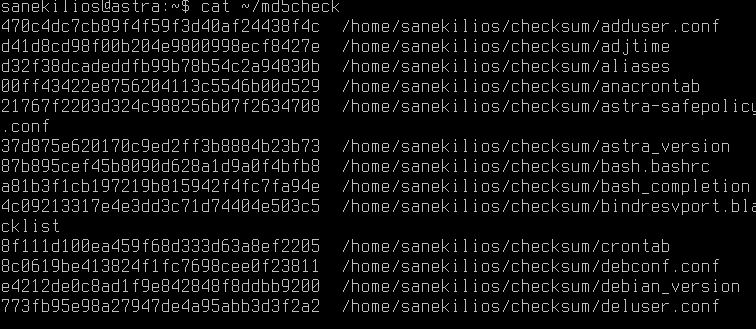 sanekilios@astra:~$ cat ~/md5check
470c4dc7cb89f4f59f3d40af24438f4c  /home/sanekilios/checksum/adduser.conf
d41d8cd98f00b204e9800998ecf8427e  /home/sanekilios/checksum/adjtime
d32f38dcadeddfb99b78b54c2a94830b  /home/sanekilios/checksum/aliases
00ff43422e8756204113c5546b00d529  /home/sanekilios/checksum/anacrontab
21767f2203d324c988256b07f2634708  /home/sanekilios/checksum/astra-safepolicy
.conf
37d875e620170c9ed2ff3b8884b23b73  /home/sanekilios/checksum/astra_version
87b895cef45b8090d628a1d9a0f4bfb8  /home/sanekilios/checksum/bash.bashrc
a81b3f1cb197219b815942f4fc7fa94e  /home/sanekilios/checksum/bash_completion
4c09213317e4e3dd3c71d74404e503c5  /home/sanekilios/checksum/bindresvport.bla
cklist
8f111d100ea459f68d333d63a8ef2205  /home/sanekilios/checksum/crontab
8c0619be413824f1fc7698cee0f23811  /home/sanekilios/checksum/debconf.conf
e4212de0c8ad1f9e842848f8ddbb9200  /home/sanekilios/checksum/debian_version
773fb95e98a27947de4a95abb3d3f2a2  /home/sanekilios/checksum/deluser.conf